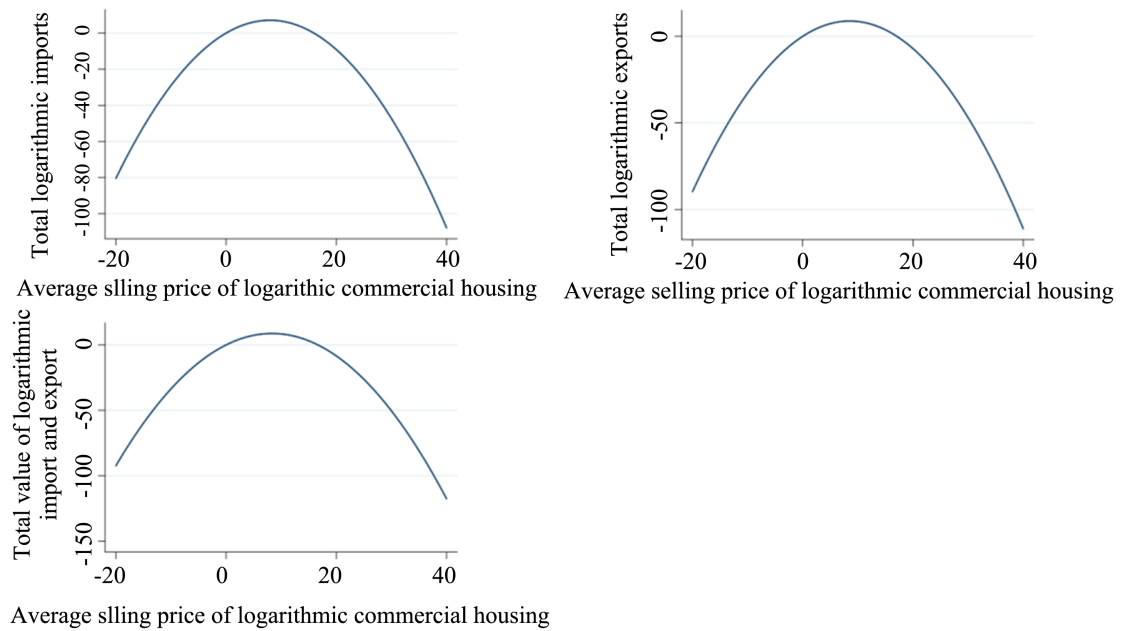 Total logarithmic imports
0
-20
-40
-60
-80
-100
-20 0 20 40
Average slling price of logarithic commercial housing
Total logarithmic exports
0
-50
-100
-20 0 20 40
Average selling price of logarithmic commercial housing
Total value of logarithmic
import and export
0
-50
-100
-150
-20 0 20 40
Average slling price of logarithmic commercial housing